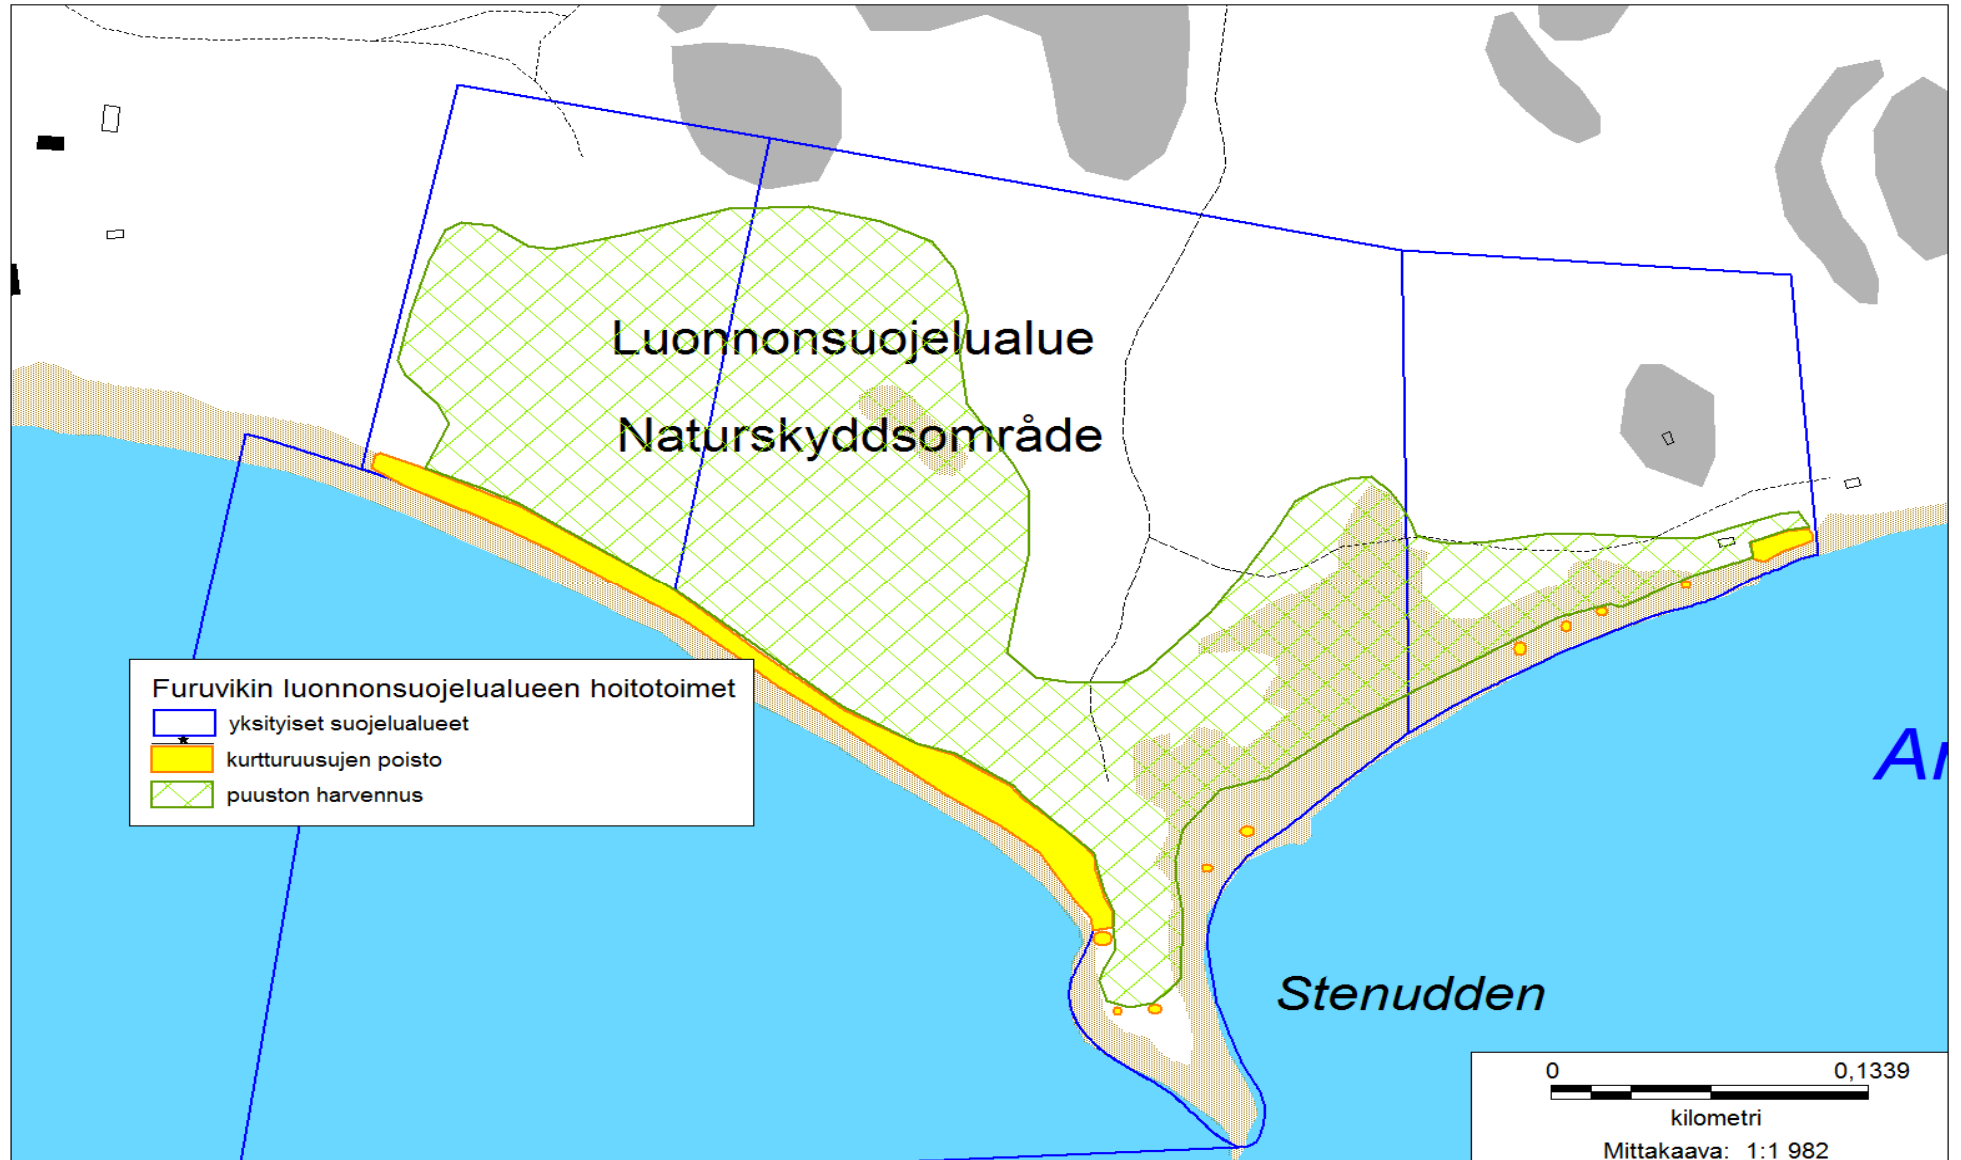 Luonnonsuojelualue
Naturskyddsområde
Furuvikin luonnonsuojelualueen hoitotoimet
yksityiset suojelualueet
kurtturuusujen poisto
puuston harvennus
Ar
Stenudden
0 0,1339
kilometri
Mittakaava: 1:1 982